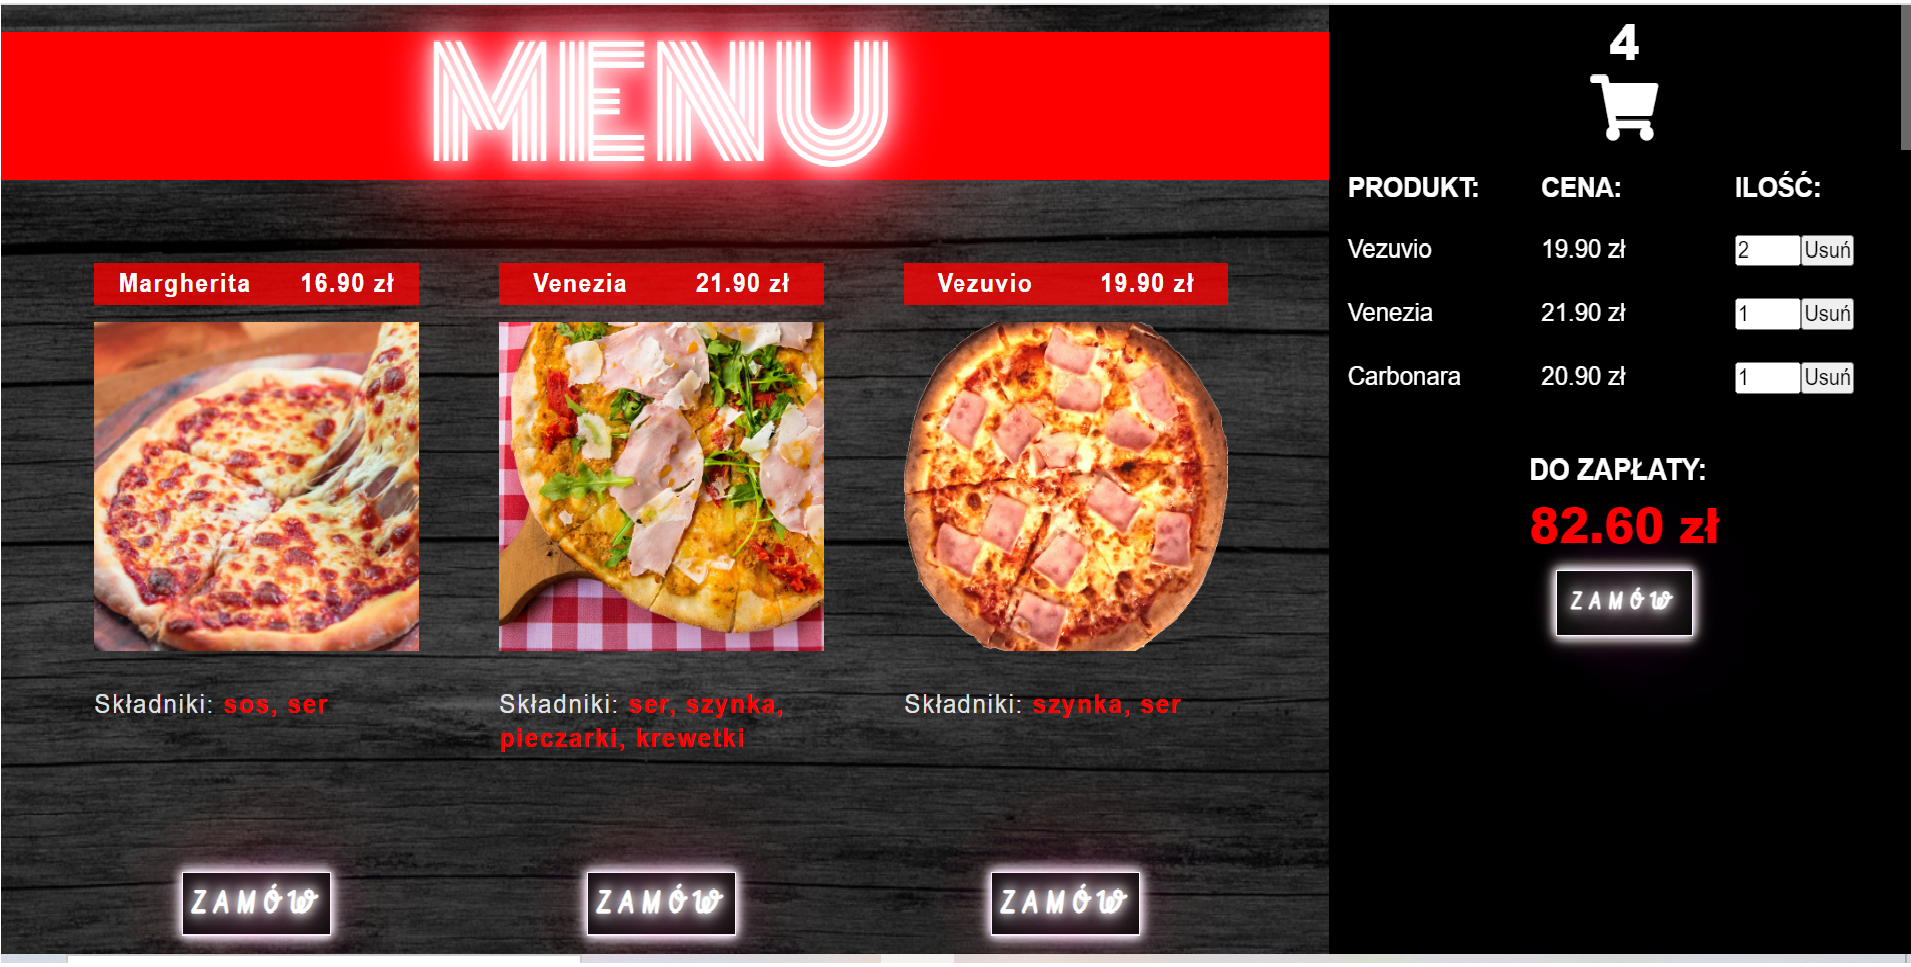 MENU
Margherita 16.90 zł
Venezia 21.90 zł
Vezuvio 19.90 zł
Składniki: sos, ser
Składniki: ser, szynka,
pieczarki, krewetki
Składniki: szynka, ser
ZAMÓW
ZAMÓW
ZAMÓW
4
PRODUKT: CENA: ILOŚĆ:
Vezuvio 19.90 zł 2 Usuń
Venezia 21.90 zł 1 Usuń
Carbonara 20.90 zł 1 Usuń
DO ZAPŁATY:
82.60 zł
ZAMÓW